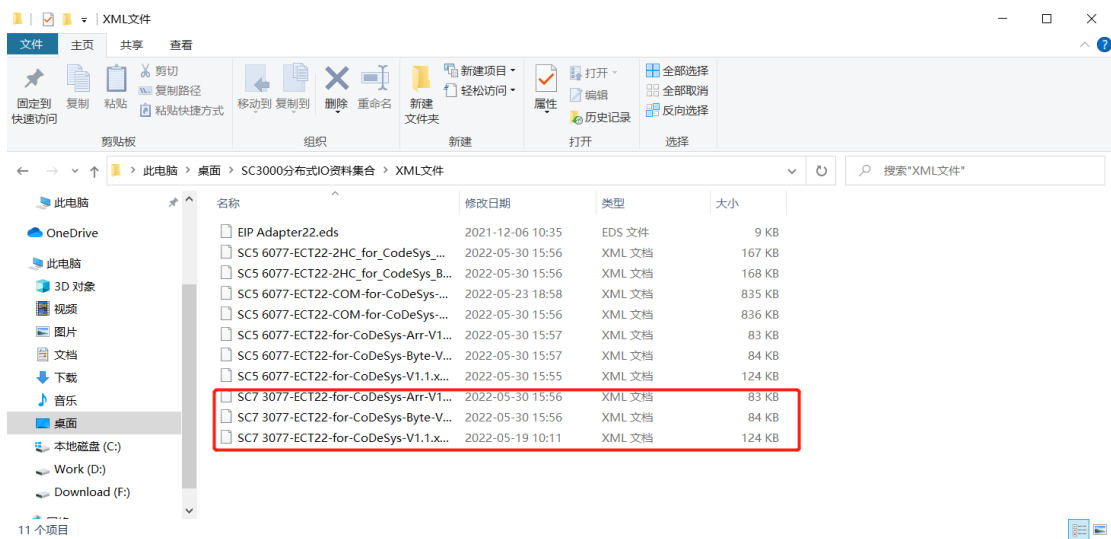 XML文件
文件 主页 共享 查看
固定到
快速访问
复制
粘贴
剪切
复制路径
粘贴快捷方式
剪贴板
移动到
复制到
删除
重命名
组织
新建
文件夹
新建项目
轻松访问
新建
属性
打开
编辑
历史记录
打开
全部选择
全部取消
反向选择
选择
此电脑 > 桌面 > SC3000分布式IO资料集合 > XML文件
搜索"XML文件"
此电脑
OneDrive
此电脑
3D 对象
视频
图片
文档
下载
音乐
桌面
本地磁盘 (C:)
Work (D:)
Download (F:)
名称 修改日期 类型 大小
EIP Adapter22.eds 2021-12-06 10:35 EDS 文件 9 KB
SC5 6077-ECT22-2HC_for_CodeSys_... 2022-05-30 15:56 XML 文档 167 KB
SC5 6077-ECT22-2HC_for_CodeSys_B... 2022-05-30 15:56 XML 文档 168 KB
SC5 6077-ECT22-COM-for-CoDeSys-... 2022-05-23 18:58 XML 文档 835 KB
SC5 6077-ECT22-COM-for-CoDeSys-... 2022-05-30 15:56 XML 文档 836 KB
SC5 6077-ECT22-for-CoDeSys-Arr-V1... 2022-05-30 15:57 XML 文档 83 KB
SC5 6077-ECT22-for-CoDeSys-Byte-V... 2022-05-30 15:57 XML 文档 84 KB
SC5 6077-ECT22-for-CoDeSys-V1.1.x... 2022-05-30 15:55 XML 文档 124 KB
SC7 3077-ECT22-for-CoDeSys-Arr-V1... 2022-05-30 15:56 XML 文档 83 KB
SC7 3077-ECT22-for-CoDeSys-Byte-V... 2022-05-30 15:56 XML 文档 84 KB
SC7 3077-ECT22-for-CoDeSys-V1.1.x... 2022-05-19 10:11 XML 文档 124 KB
11 个项目